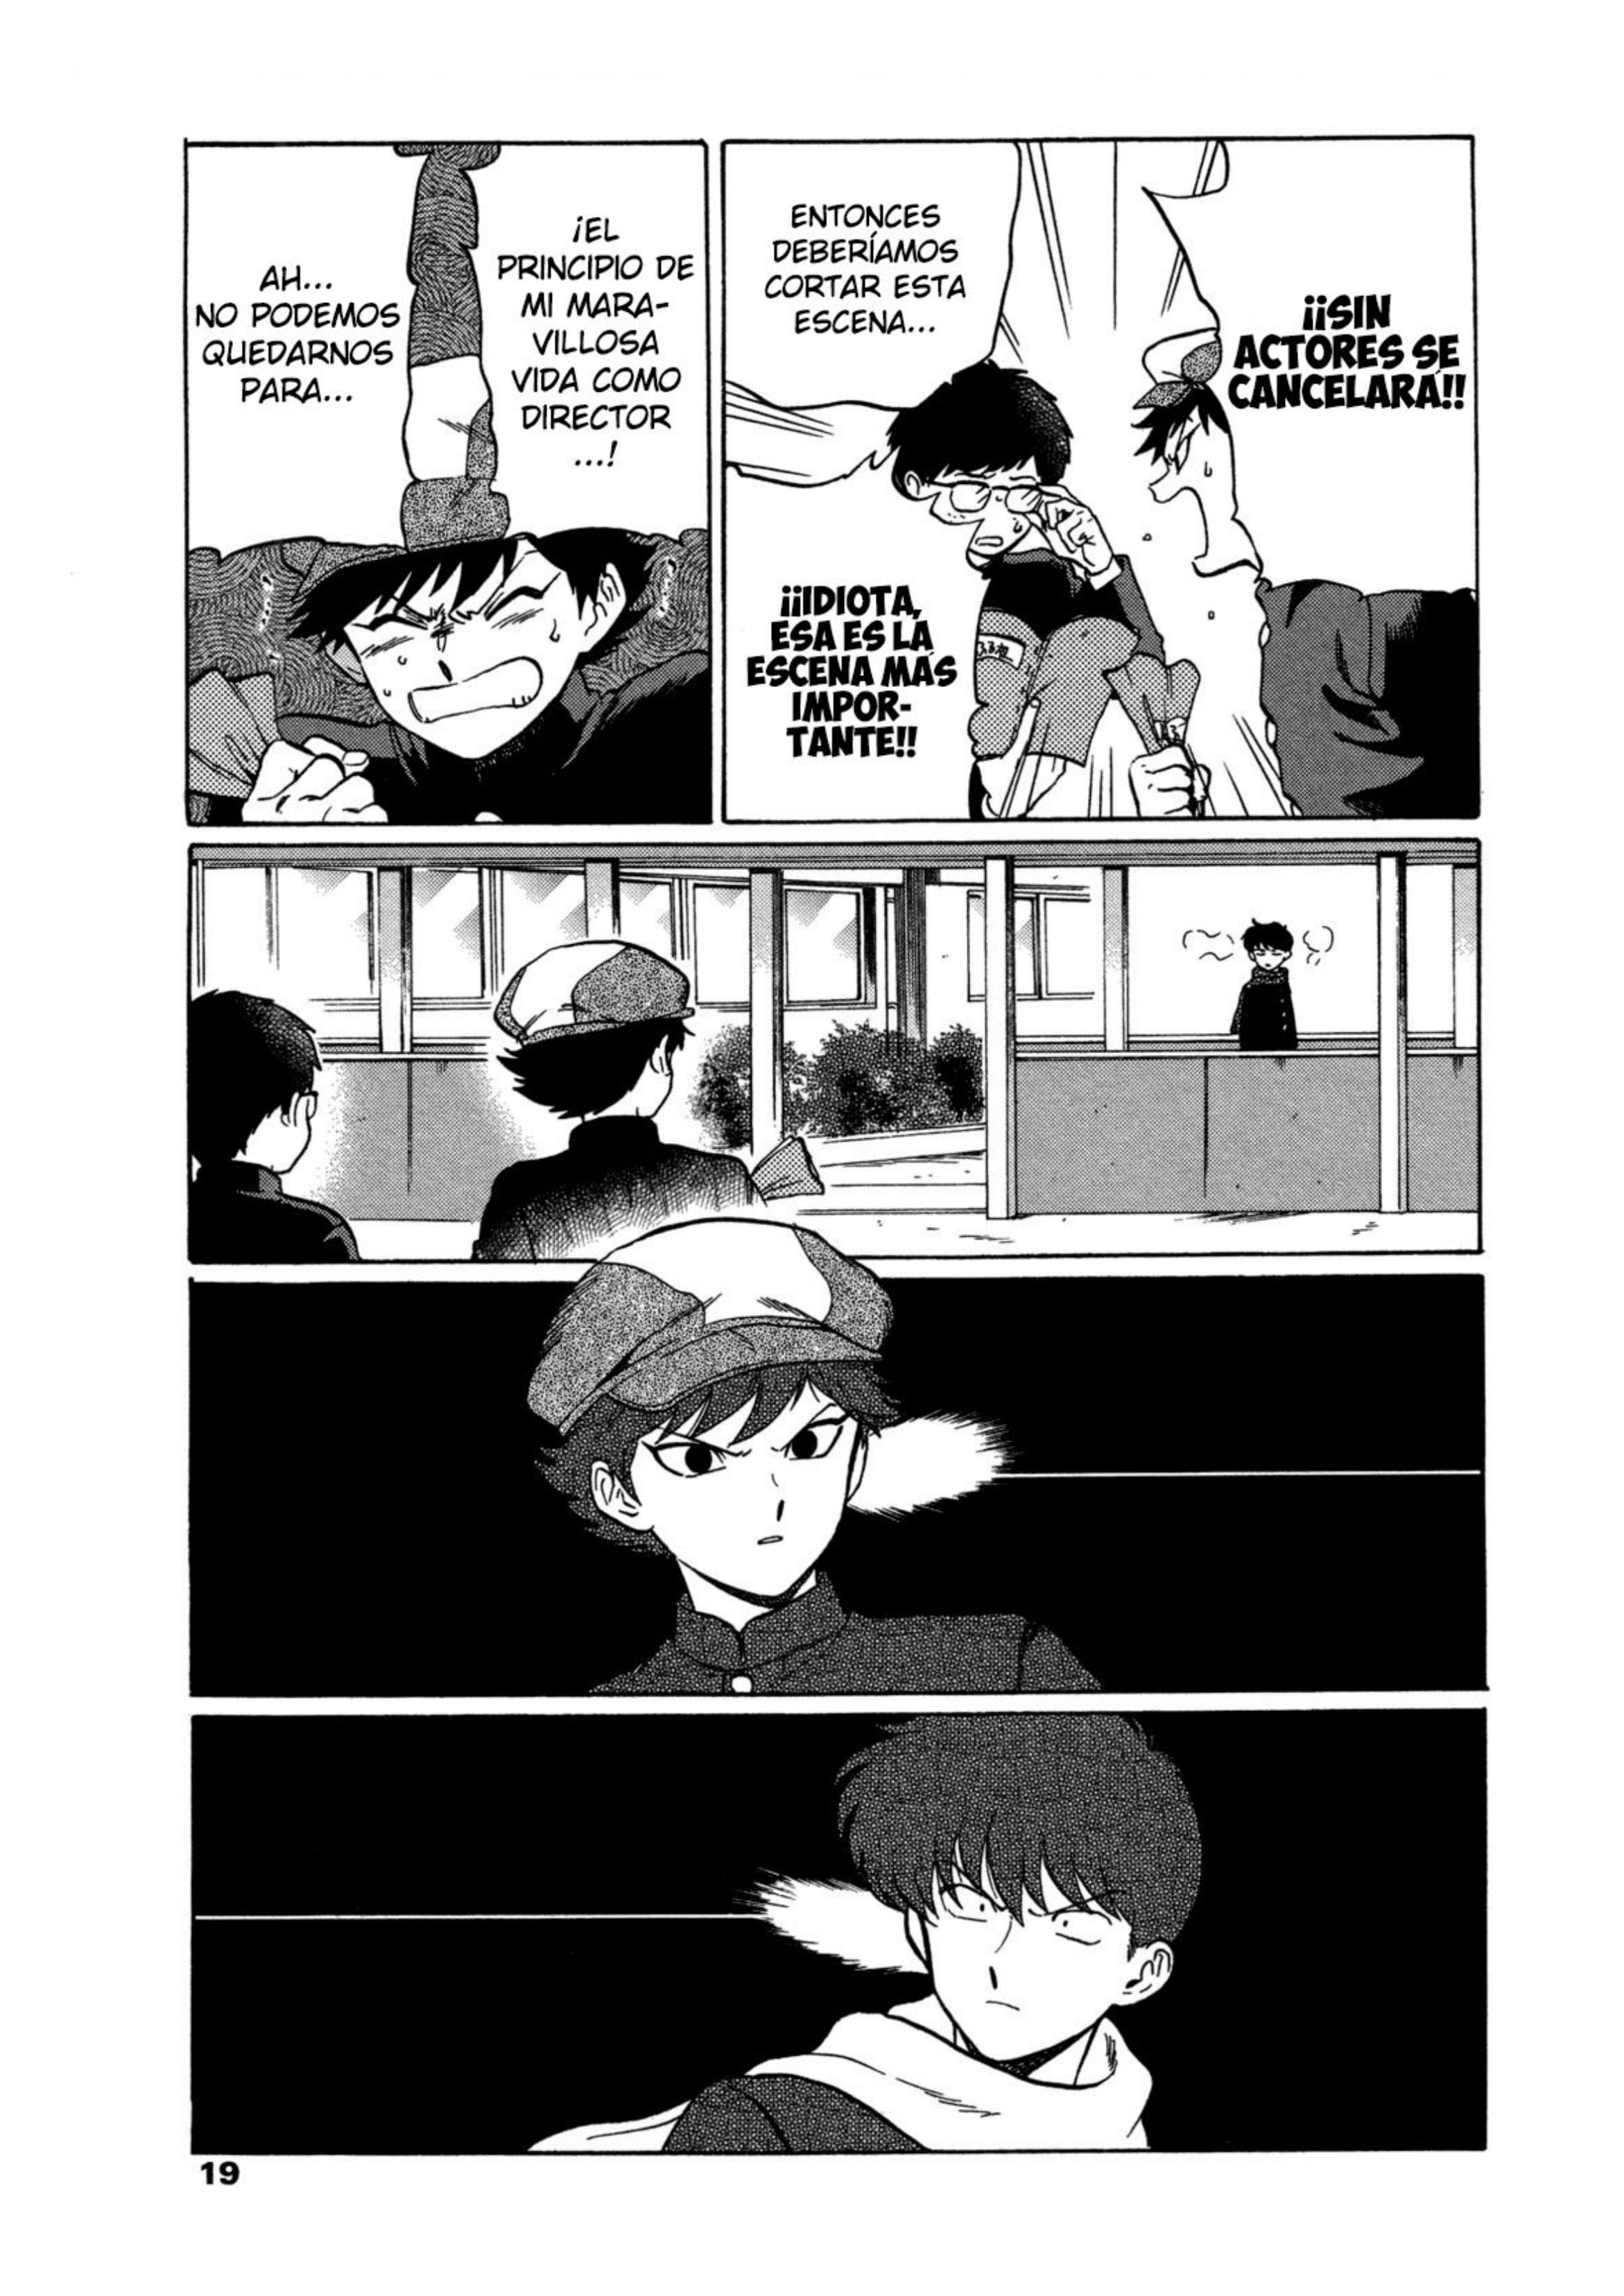 ¡¡SIN
ACTORES SE
CANCELARÁ!!
ENTONCES
DEBERÍAMOS
CORTAR ESTA
ESCENA...
¡¡IDIOTA,
ESA ES LA
ESCENA MÁS
IMPOR-
TANTE!!
¡EL
PRINCIPIO DE
MI MARA-
VILLOSA
VIDA COMO
DIRECTOR
...!
AH...
NO PODEMOS
QUEDARNOS
PARA...
19